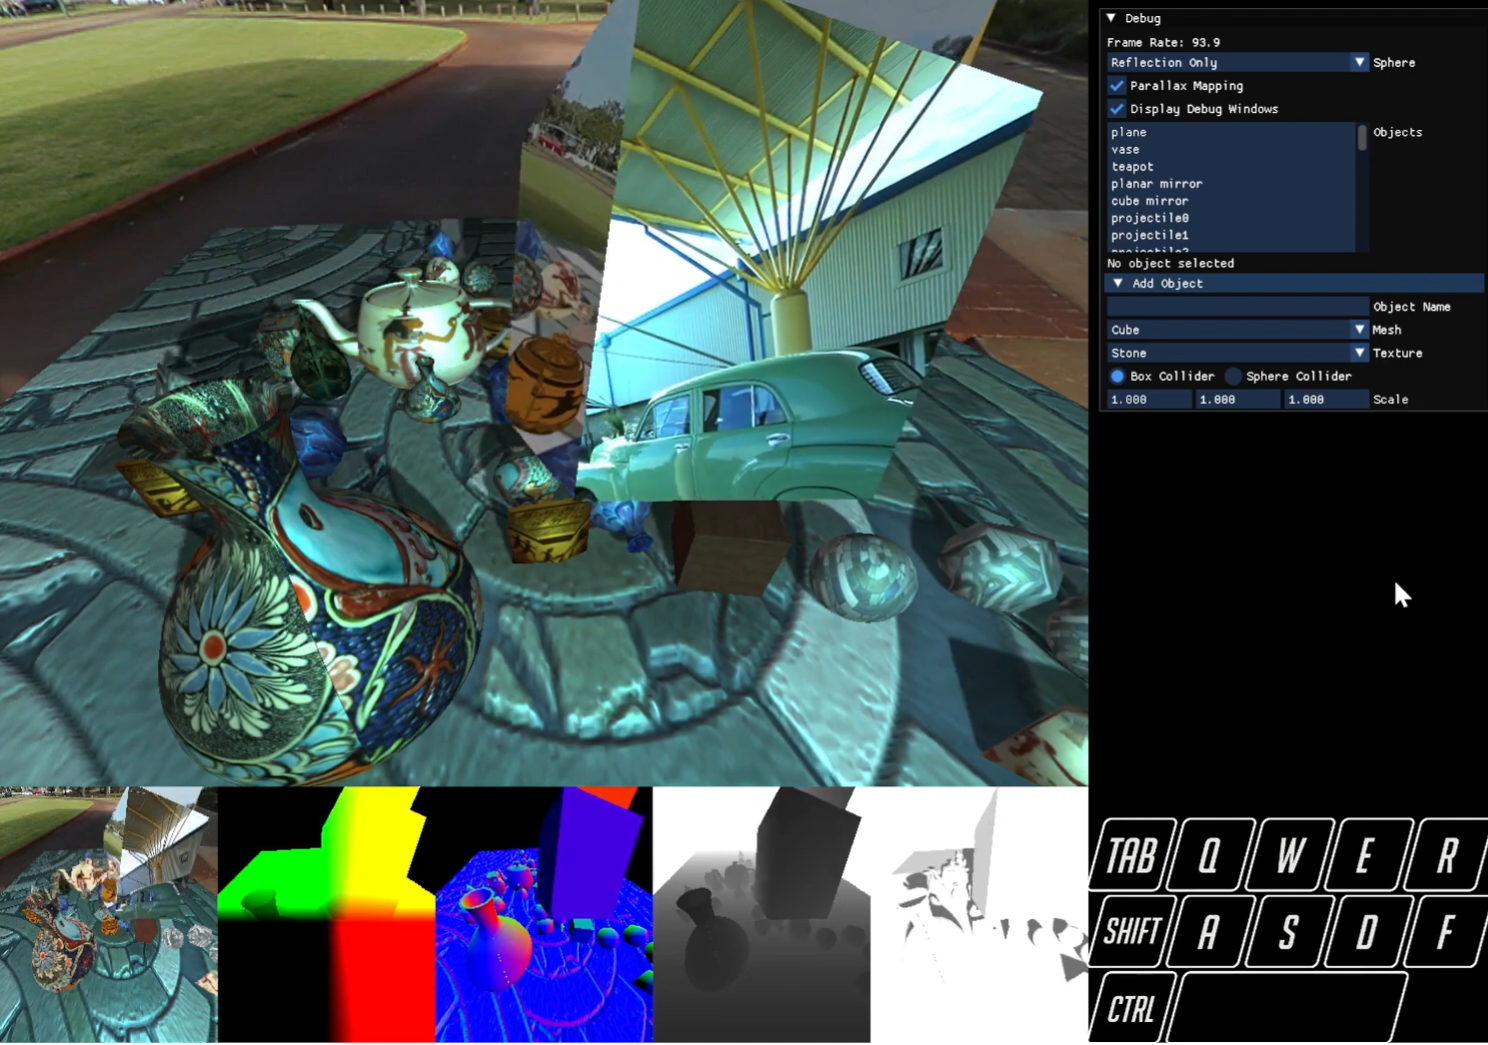 Debug
Frame Rate: 93.9
Reflection Only Sphere
Parallax Mapping
Display Debug Windows
plane Objects
vase
teapot
planar mirror
cube mirror
projectile0
projectile1
No object selected
Add Object
Object Name
Cube Mesh
Stone Texture
Box Collider Sphere Collider
1.000 1.000 1.000 Scale
TAB Q W E R
SHIFT A S D F
CTRL